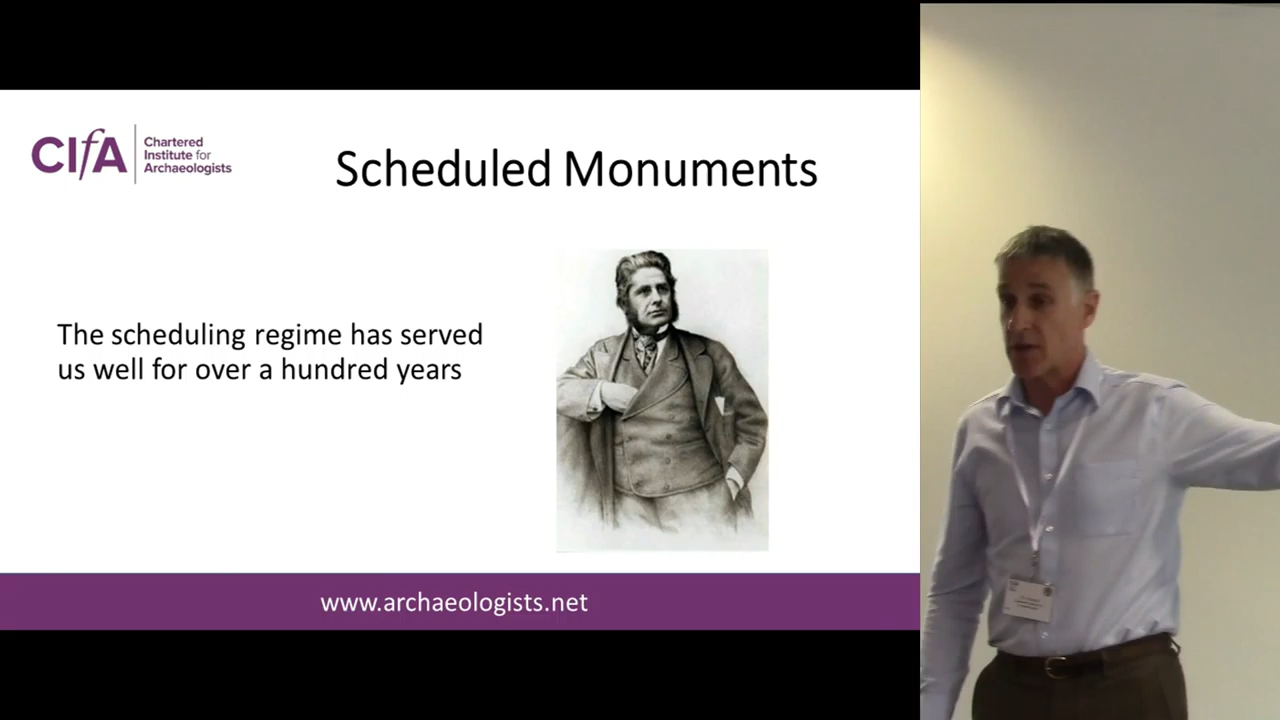 CIfA
Chartered
Institute for
Archaeologists
Scheduled Monuments
The scheduling regime has served
us well for over a hundred years
www.archaeologists.net